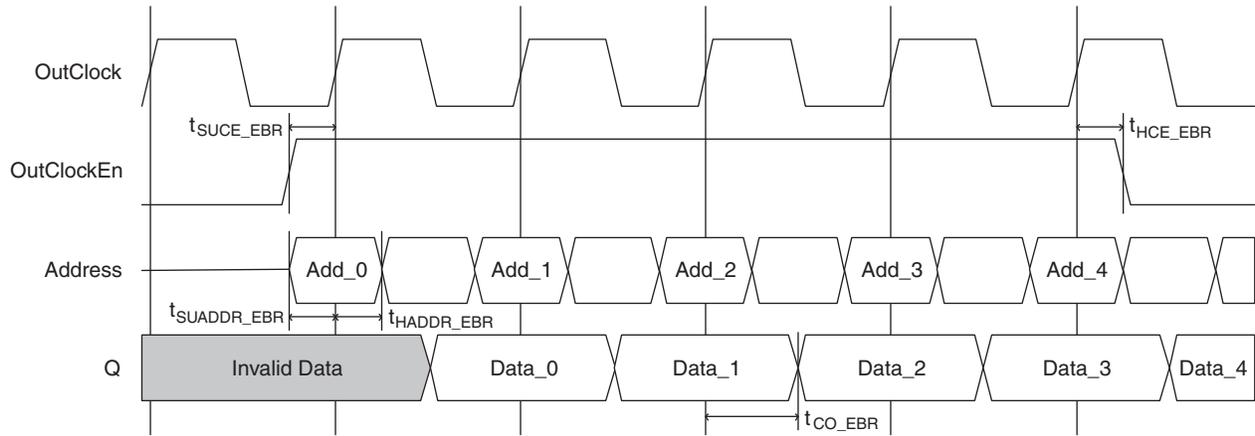 OutClock
tSUCE_EBR
tHCE_EBR
OutClockEn
Address Add_0 Add_1 Add_2 Add_3 Add_4
tSUADDR_EBR tHADDR_EBR
Q Invalid Data Data_0 Data_1 Data_2 Data_3 Data_4
tCO_EBR